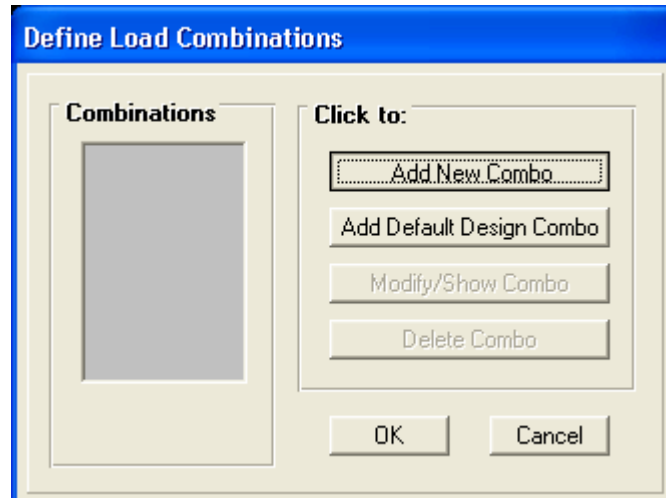 Define Load Combinations
Combinations
Click to:
Add New Combo
Add Default Design Combo
Modify/Show Combo
Delete Combo
OK
Cancel